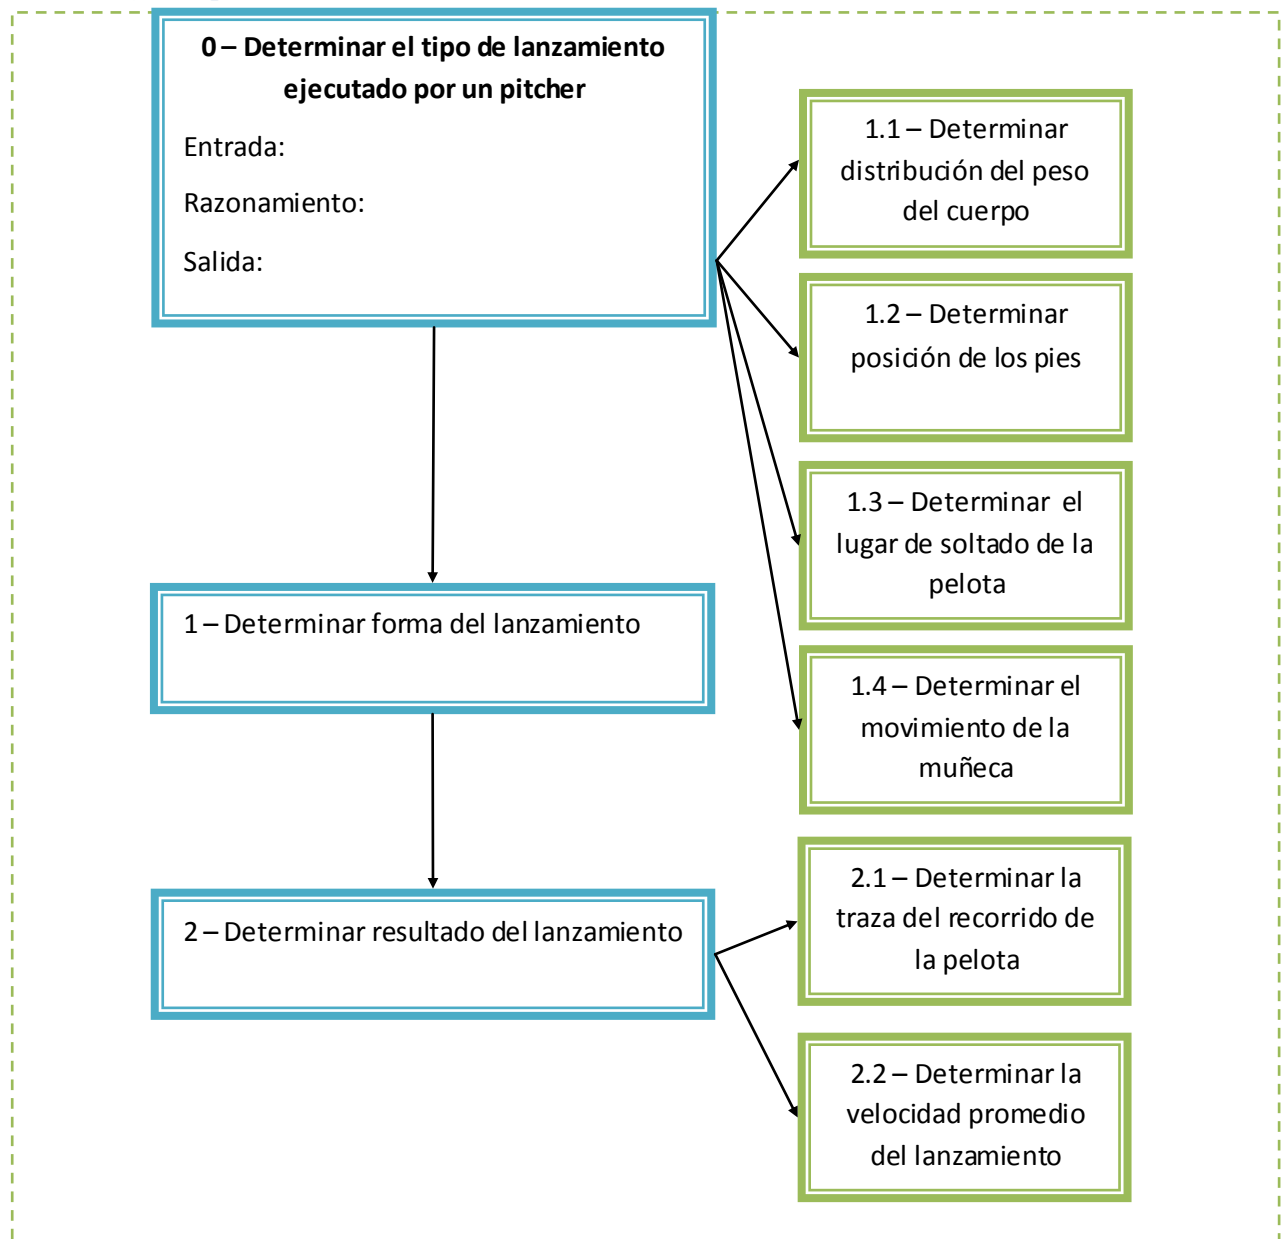 0 – Determinar el tipo de lanzamiento
ejecutado por un pitcher
Entrada:
Razonamiento:
Salida:
1.1 – Determinar
distribución del peso
del cuerpo
1.2 – Determinar
posición de los pies
1.3 – Determinar el
lugar de soltado de la
pelota
1 – Determinar forma del lanzamiento
1.4 – Determinar el
movimiento de la
muñeca
2 – Determinar resultado del lanzamiento
2.1 – Determinar la
traza del recorrido de
la pelota
2.2 – Determinar la
velocidad promedio
del lanzamiento